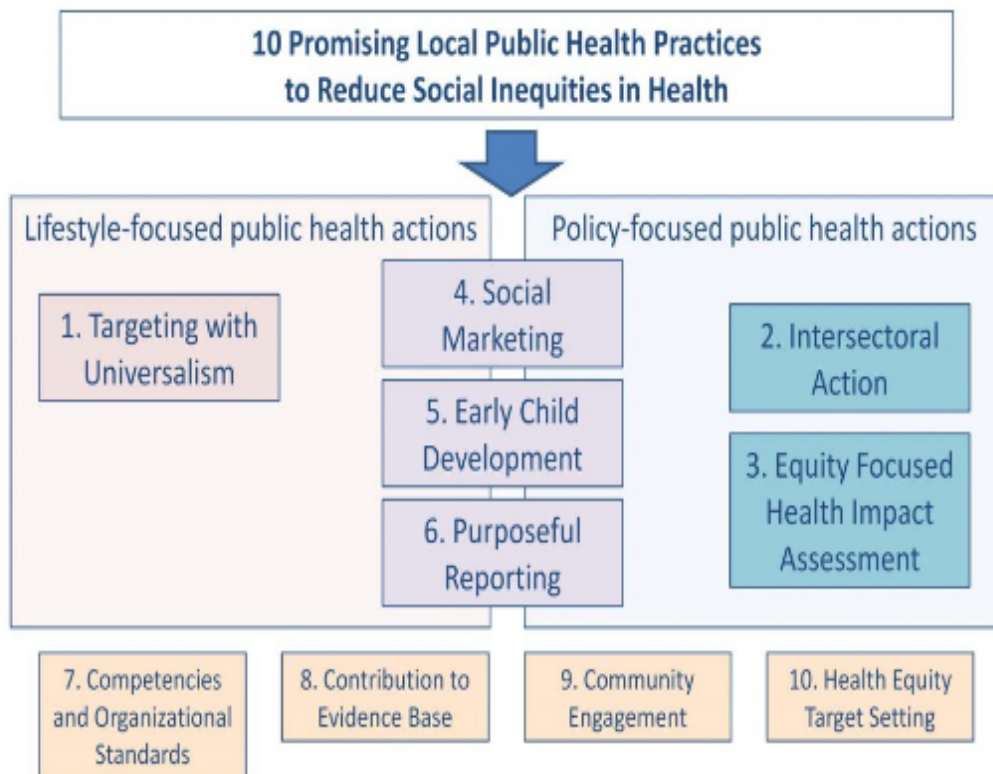 10 Promising Local Public Health Practices
to Reduce Social Inequities in Health
Lifestyle-focused public health actions
Policy-focused public health actions
1. Targeting with
Universalism
4. Social
Marketing
2. Intersectoral
Action
5. Early Child
Development
3. Equity Focused
Health Impact
Assessment
6. Purposeful
Reporting
7. Competencies
and Organizational
Standards
8. Contribution to
Evidence Base
9. Community
Engagement
10. Health Equity
Target Setting